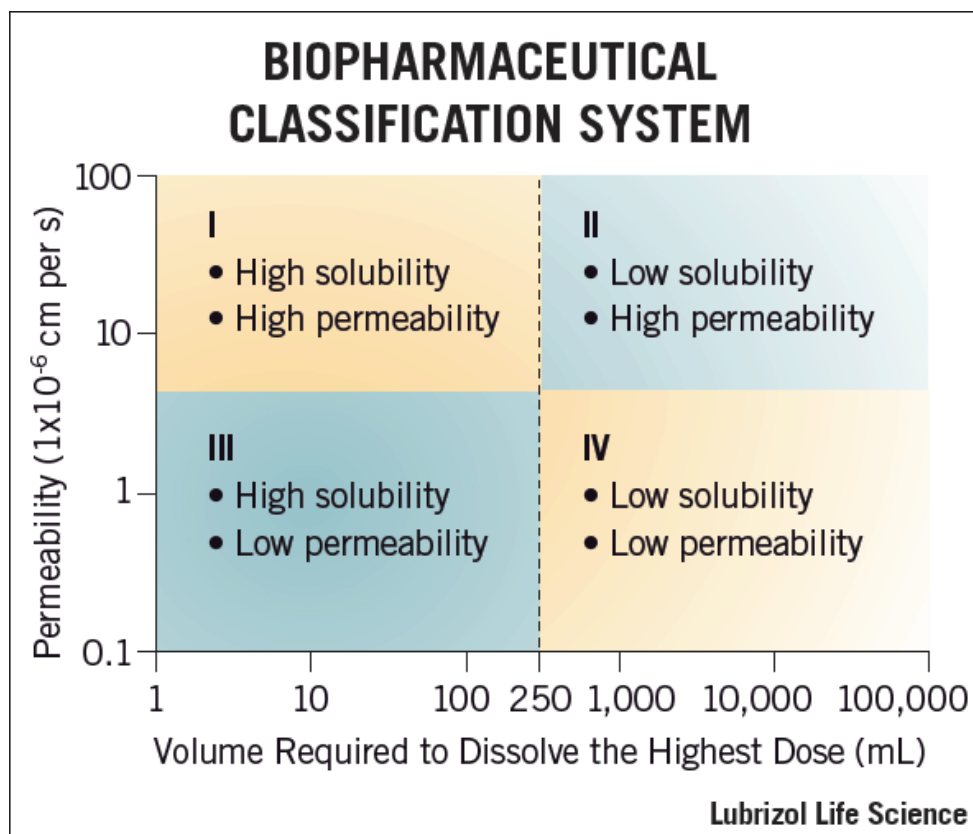 BIOPHARMACEUTICAL
CLASSIFICATION SYSTEM
Permeability (1x10⁻⁶ cm per s)
100
10
1
0.1
I
• High solubility
• High permeability
II
• Low solubility
• High permeability
III
• High solubility
• Low permeability
IV
• Low solubility
• Low permeability
1 10 100 250 1,000 10,000 100,000
Volume Required to Dissolve the Highest Dose (mL)
Lubrizol Life Science